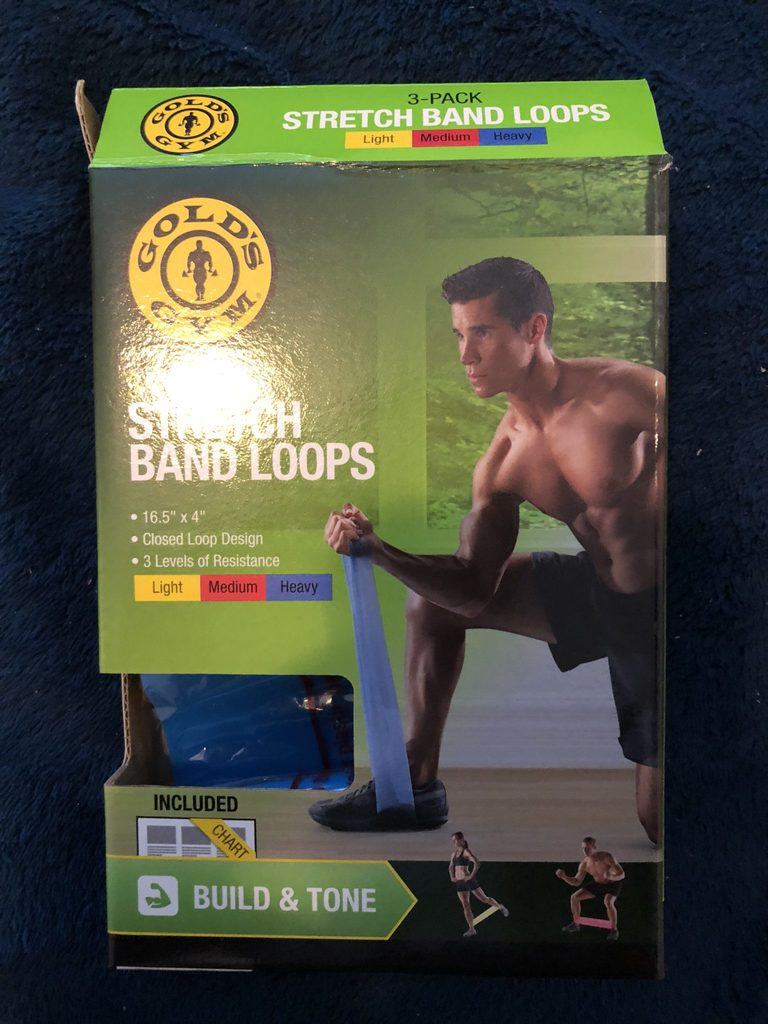 GOLD'S GYM
3-PACK
STRETCH BAND LOOPS
Light Medium Heavy
GOLD'S GYM
STRETCH
BAND LOOPS
• 16.5" x 4"
• Closed Loop Design
• 3 Levels of Resistance
Light Medium Heavy
INCLUDED
CHART
BUILD & TONE